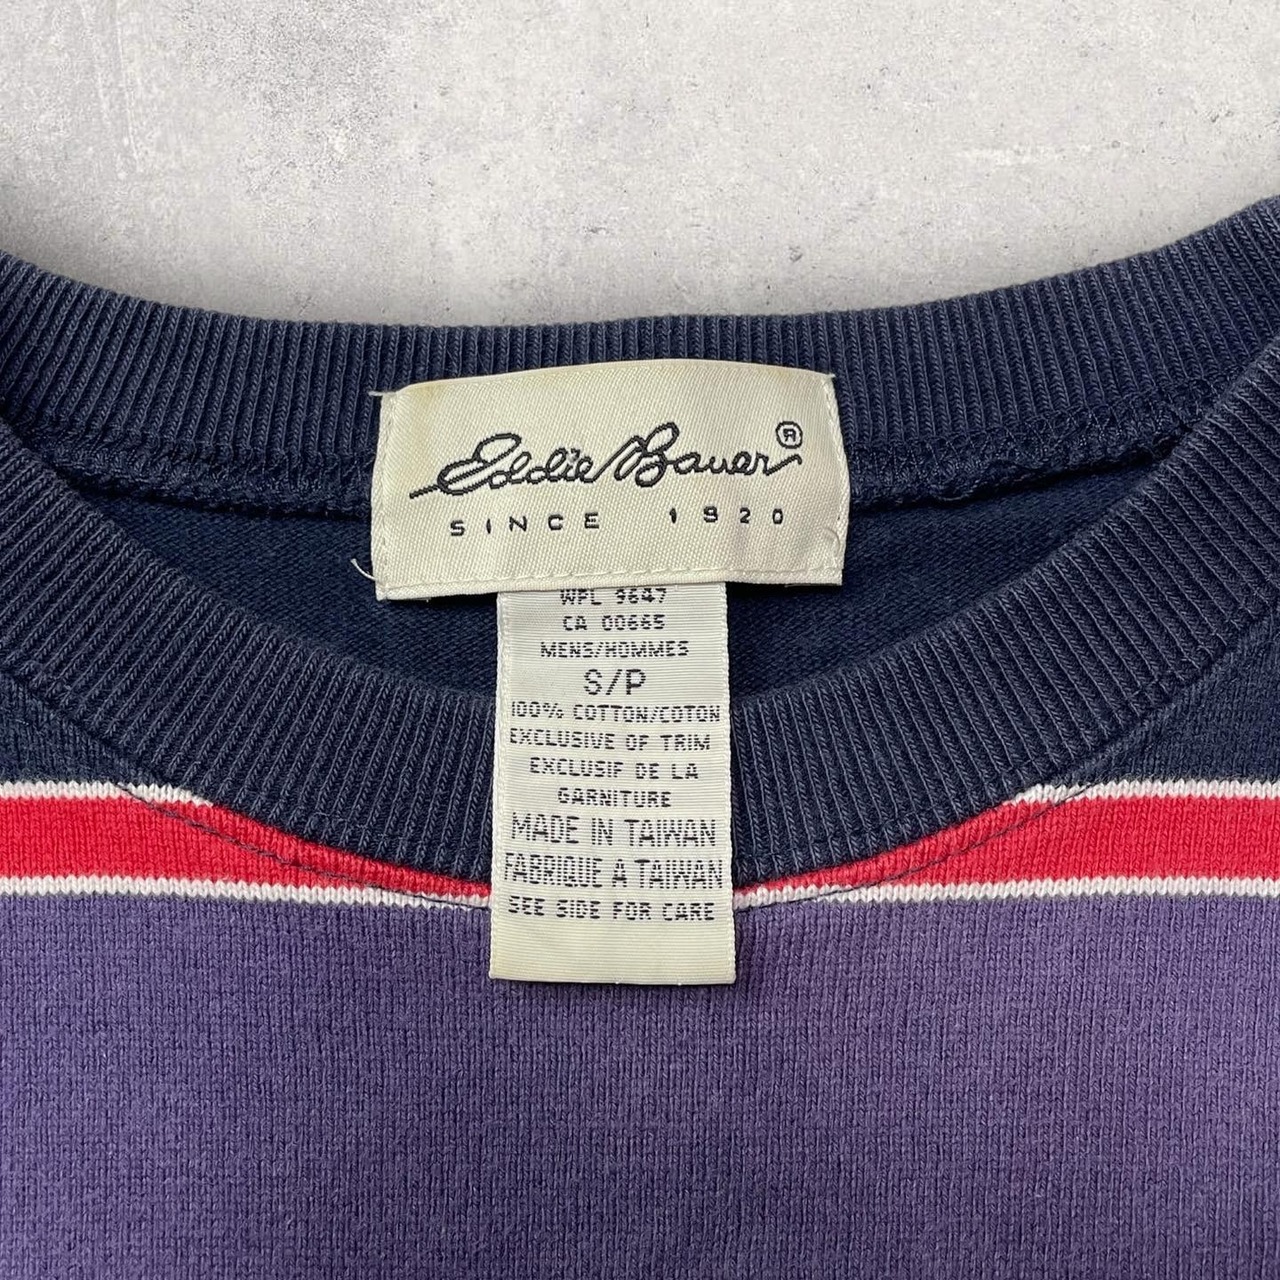 Eddie Bauer®
SINCE 1920
WPL 9647
CA 00665
MENS/HOMMES
S/P
100% COTTON/COTON
EXCLUSIVE OF TRIM
EXCLUSIF DE LA
GARNITURE
MADE IN TAIWAN
FABRIQUE A TAIWAN
SEE SIDE FOR CARE